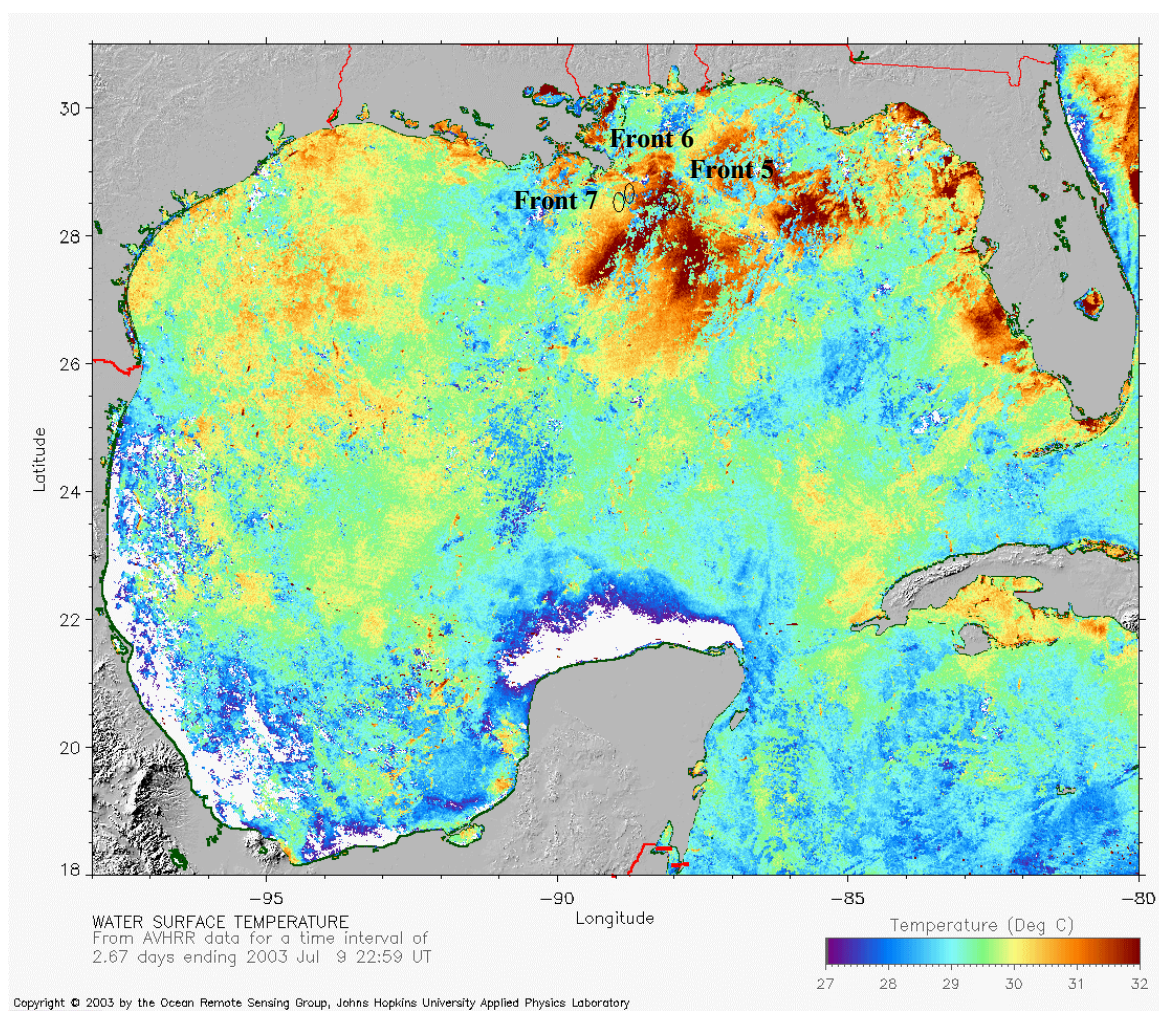 30
Front 6
Front 5
Front 7
28
26
24
22
20
18
Latitude
-95
-90
-85
-80
Longitude
WATER SURFACE TEMPERATURE
From AVHRR data for a time interval of
2.67 days ending 2003 Jul 9 22:59 UT
Temperature (Deg C)
27 28 29 30 31 32
Copyright © 2003 by the Ocean Remote Sensing Group, Johns Hopkins University Applied Physics Laboratory